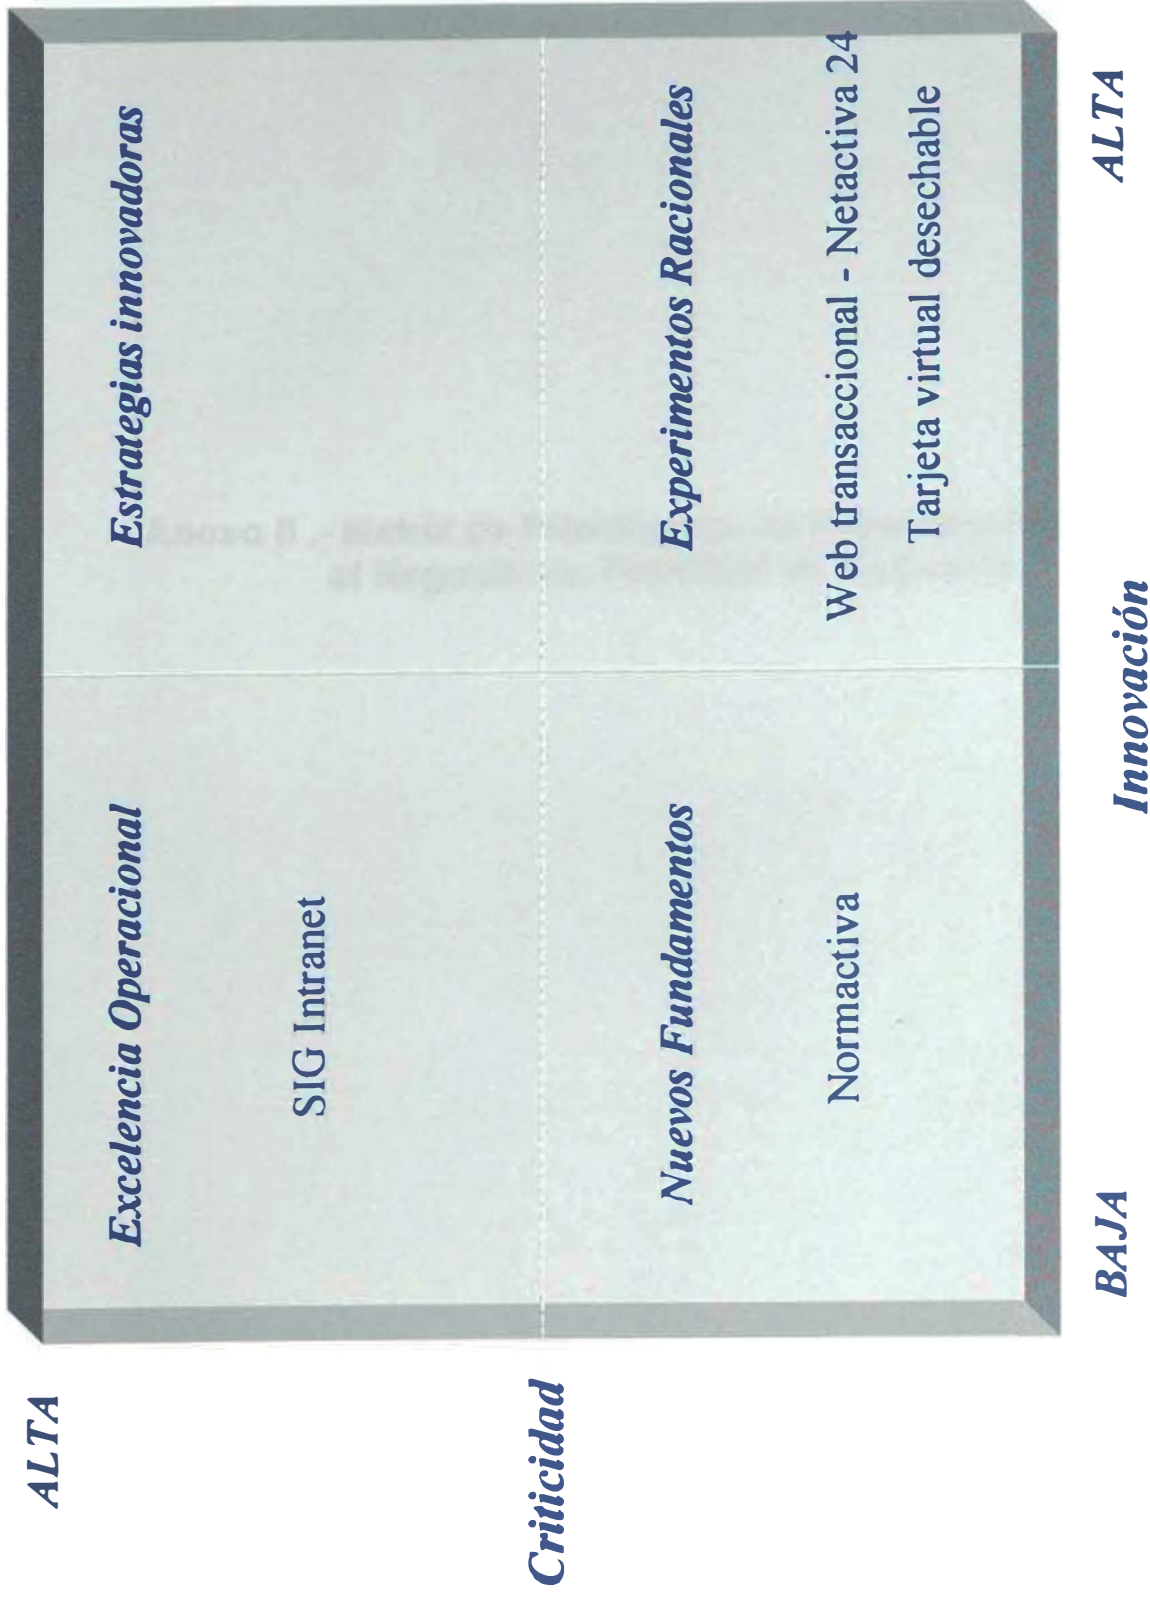 ALTA
Excelencia Operacional
Estrategias innovadoras
SIG Intranet
Criticidad
Nuevos Fundamentos
Experimentos Racionales
Normactiva
Web transaccional - Netactiva 24
Tarjeta virtual desechable
BAJA
ALTA
Innovación